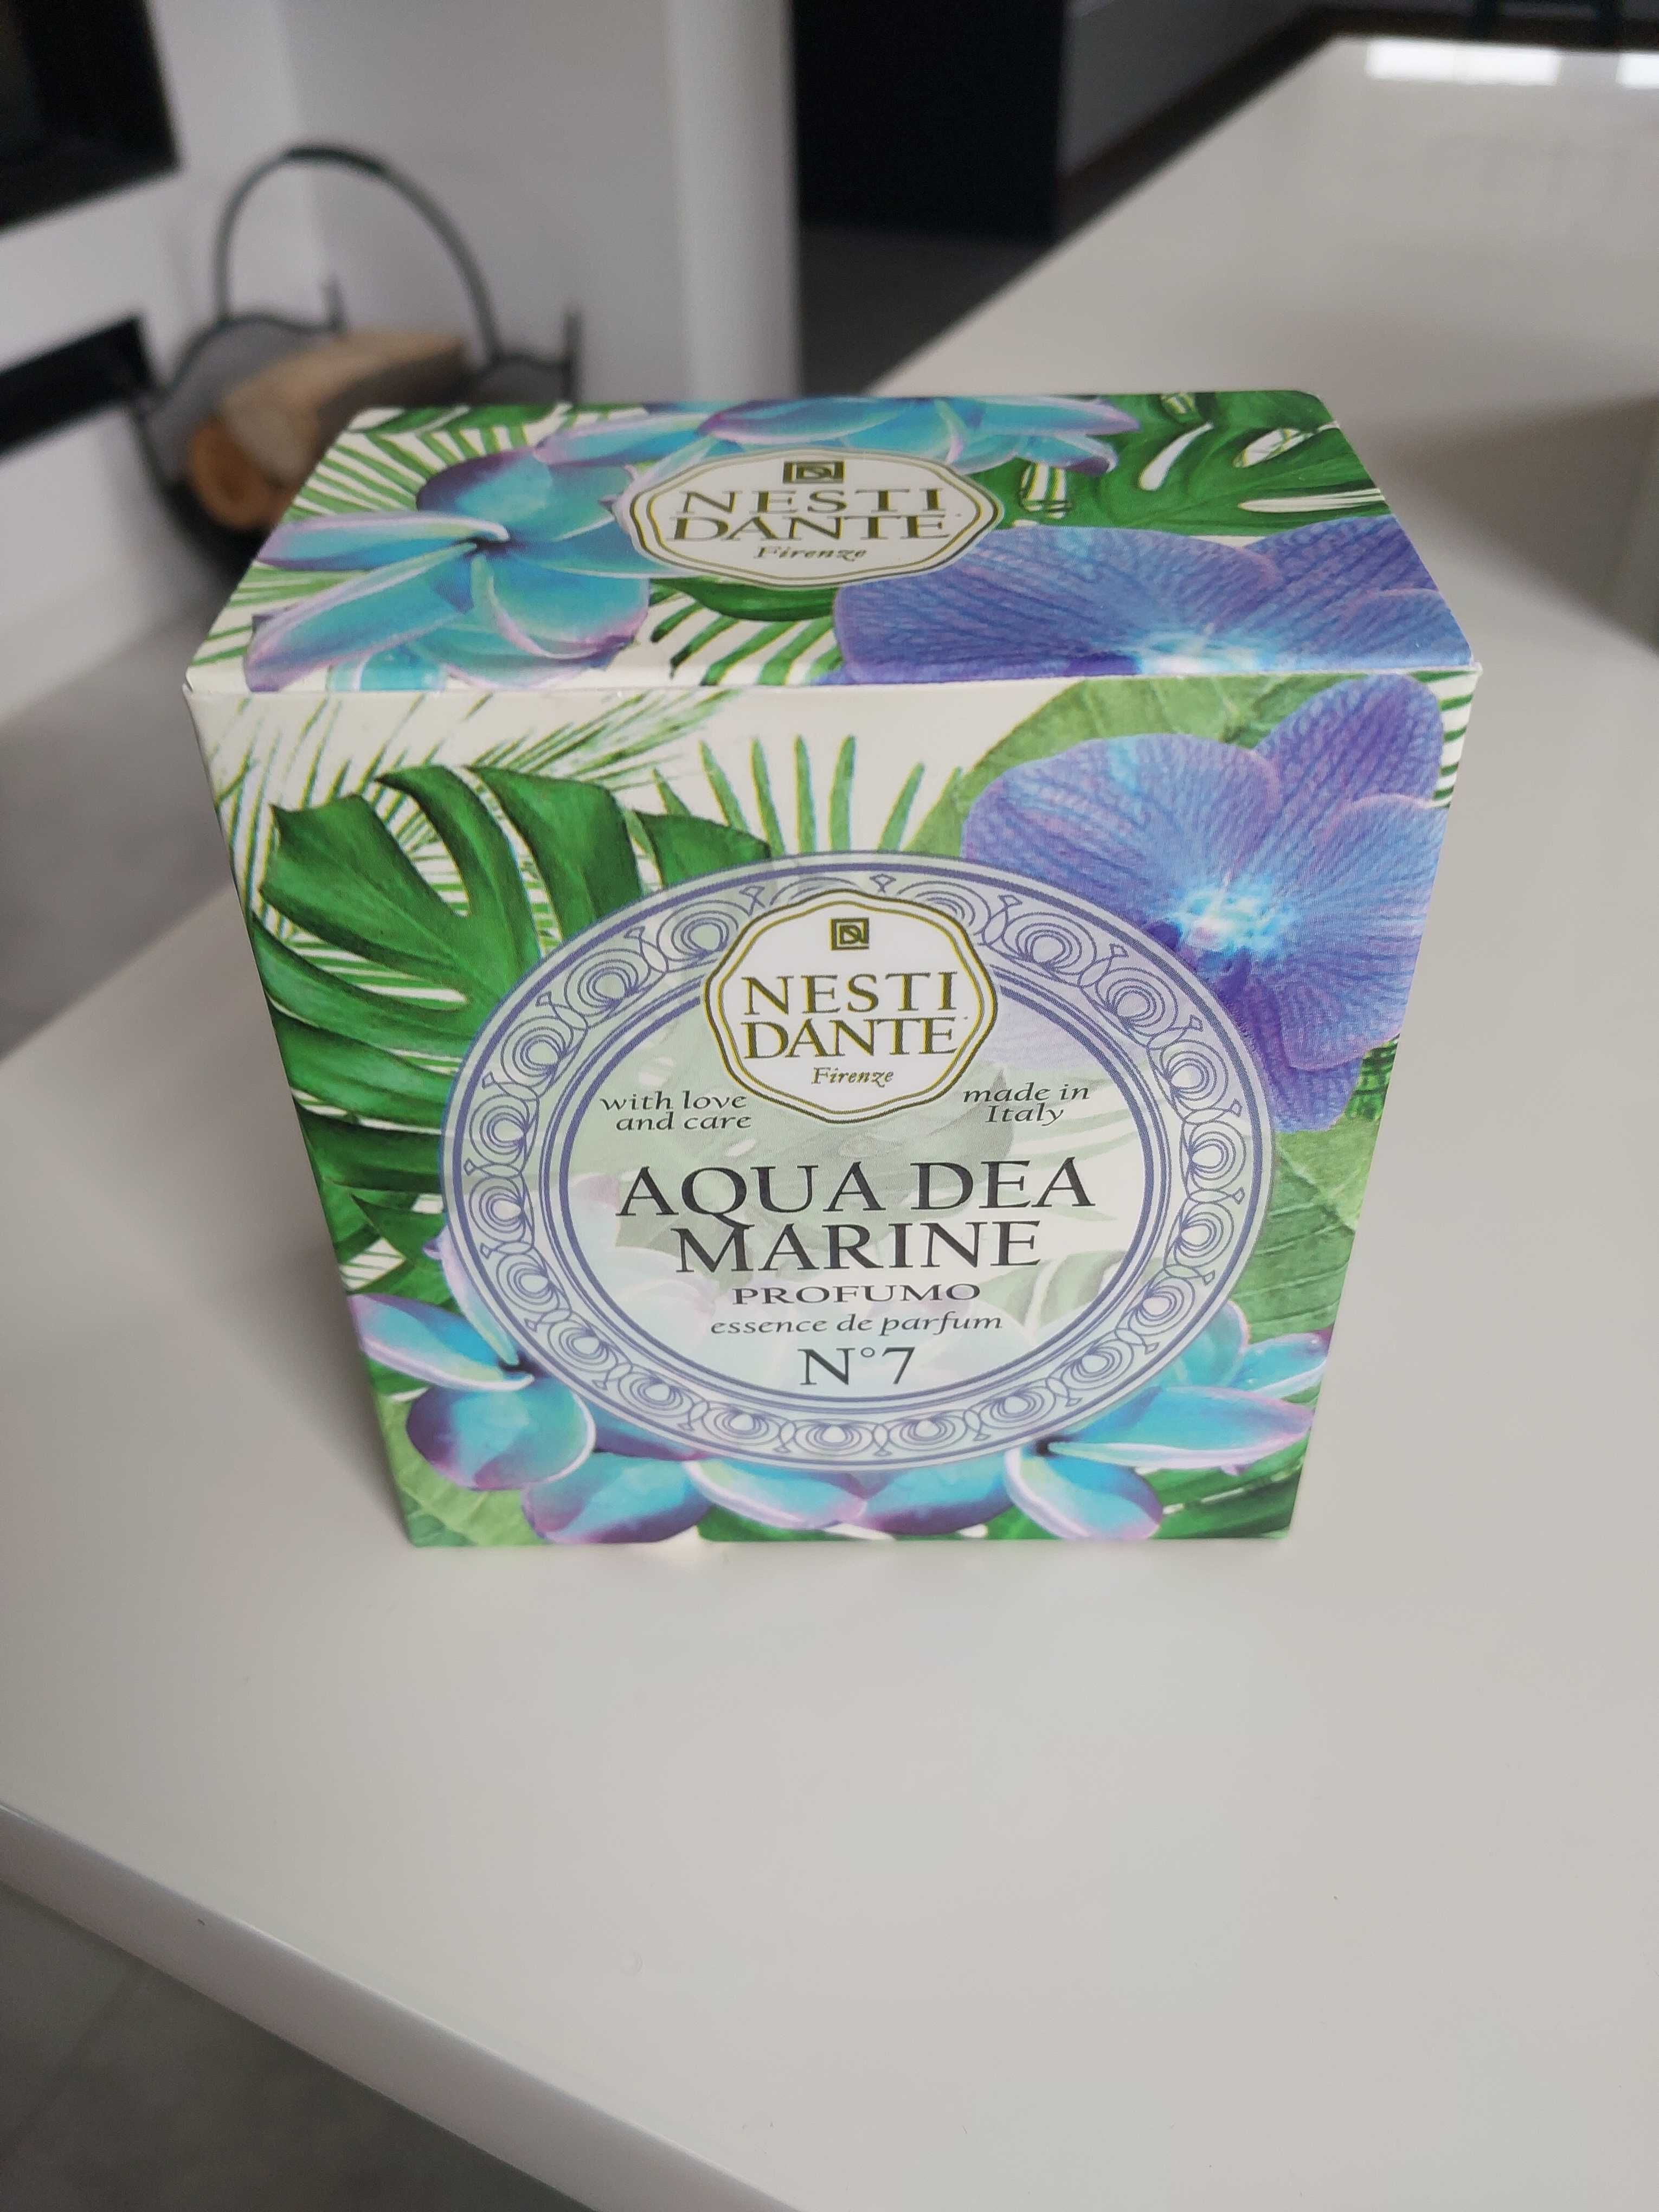 NESTI
DANTE
Firenze
NESTI
DANTE
Firenze
with love
and care
made in
Italy
AQUA DEA
MARINE
PROFUMO
essence de parfum
N°7